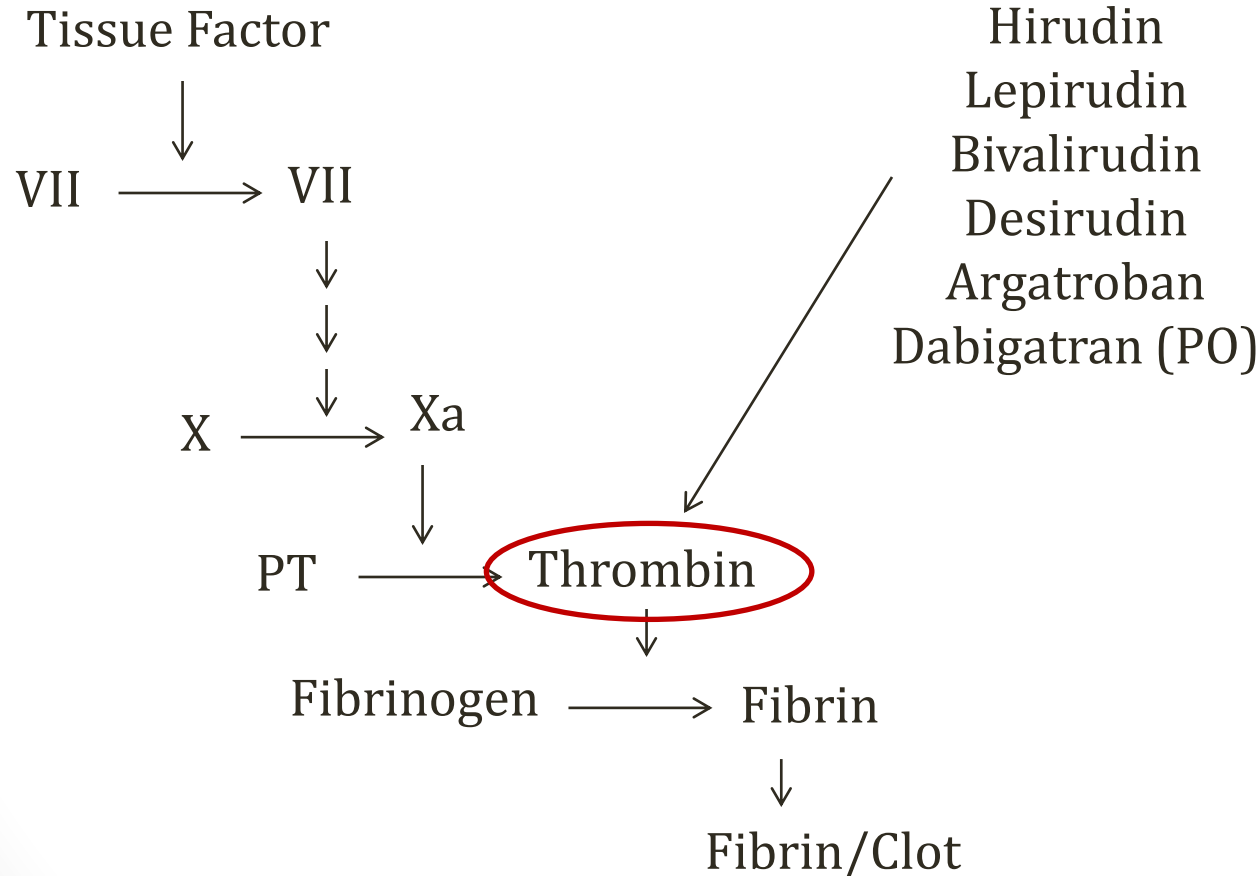 Tissue Factor
VII
VII
X
Xa
PT
Thrombin
Fibrinogen
Fibrin
Fibrin/Clot
Hirudin
Lepirudin
Bivalirudin
Desirudin
Argatroban
Dabigatran (PO)